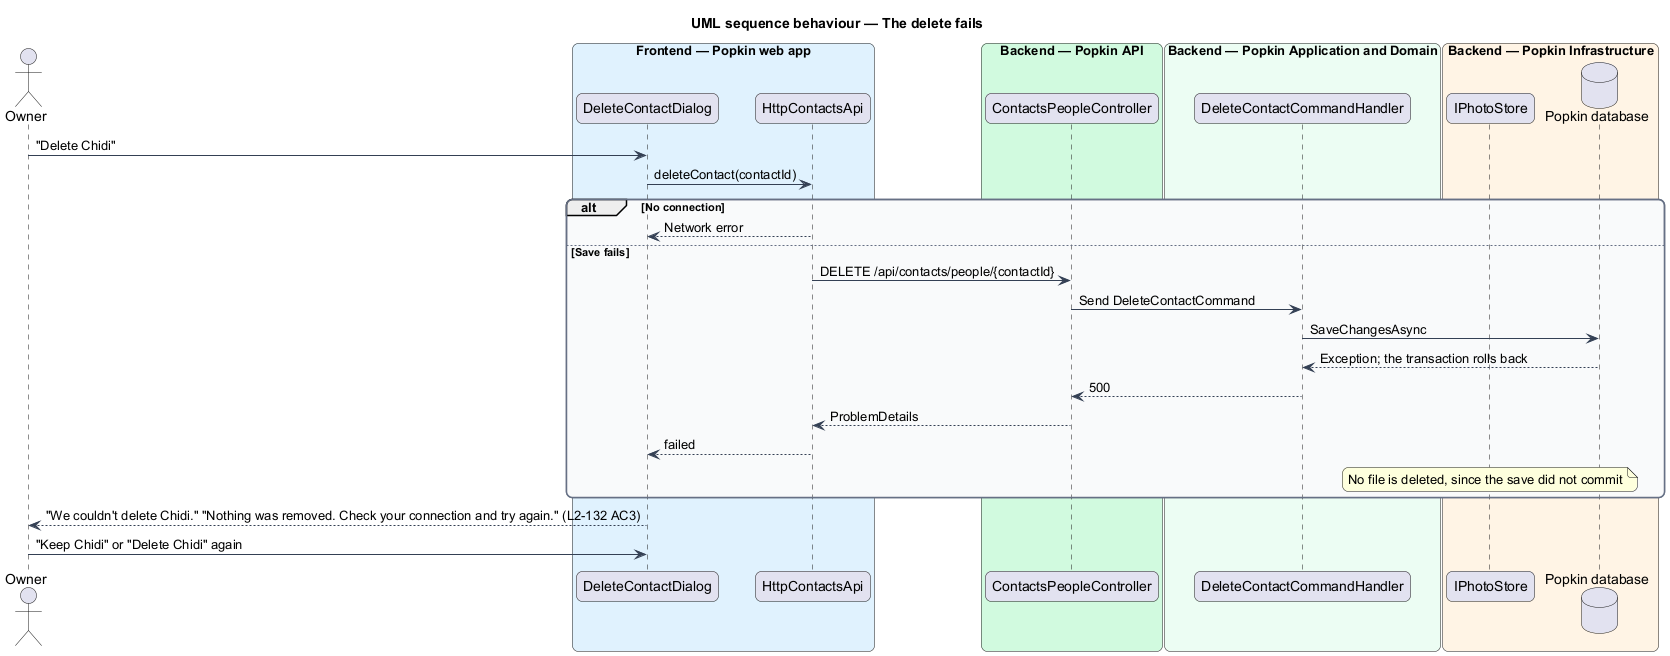 UML sequence behaviour — The delete fails
Frontend — Popkin web app
Backend — Popkin API
Backend — Popkin Application and Domain
Backend — Popkin Infrastructure
Owner
DeleteContactDialog
HttpContactsApi
ContactsPeopleController
DeleteContactCommandHandler
IPhotoStore
Popkin database
"Delete Chidi"
deleteContact(contactId)
alt
[No connection]
Network error
[Save fails]
DELETE /api/contacts/people/{contactId}
Send DeleteContactCommand
SaveChangesAsync
Exception; the transaction rolls back
500
ProblemDetails
failed
No file is deleted, since the save did not commit
"We couldn't delete Chidi." "Nothing was removed. Check your connection and try again." (L2-132 AC3)
"Keep Chidi" or "Delete Chidi" again
Owner
DeleteContactDialog
HttpContactsApi
ContactsPeopleController
DeleteContactCommandHandler
IPhotoStore
Popkin database